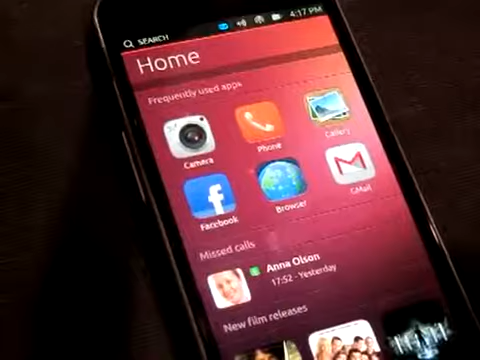 4:17 PM
SEARCH
Home
Frequently used apps
Camera
Phone
Gallery
Facebook
Browser
GMail
Missed calls
Anna Olson
17:52 - Yesterday
New film releases